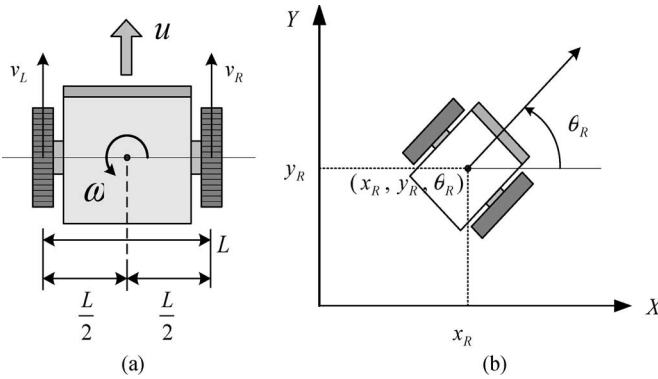 u
v_L
v_R
ω
L
L/2
L/2
(a)
Y
θ_R
y_R
(x_R, y_R, θ_R)
x_R
X
(b)